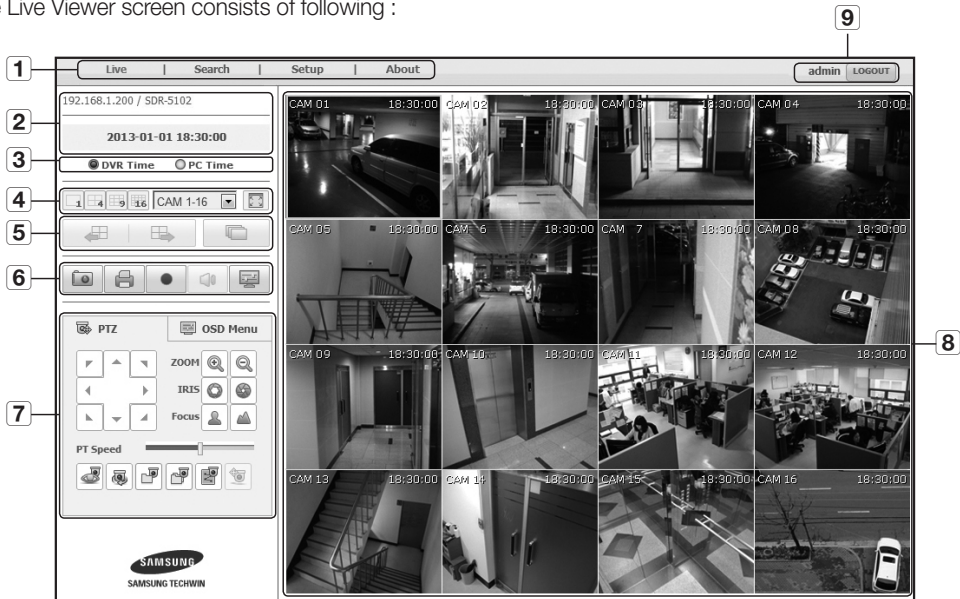 e Live Viewer screen consists of following :
9
1
Live | Search | Setup | About
admin LOGOUT
2
192.168.1.200 / SDR-5102
2013-01-01 18:30:00
3
DVR Time PC Time
4
1 4 9 16 CAM 1-16
5
6
7
PTZ
OSD Menu
ZOOM
IRIS
Focus
PT Speed
SAMSUNG
SAMSUNG TECHWIN
CAM 01 18:30:00
CAM 02 18:30:00
CAM 03 18:30:00
CAM 04 18:30:00
CAM 05 18:30:00
CAM 6 18:30:00
CAM 7 18:30:00
CAM 08 18:30:00
8
CAM 09 18:30:00
CAM 10 18:30:00
CAM 11 18:30:00
CAM 12 18:30:00
CAM 13 18:30:00
CAM 14 18:30:00
CAM 15 18:30:00
CAM 16 18:30:00